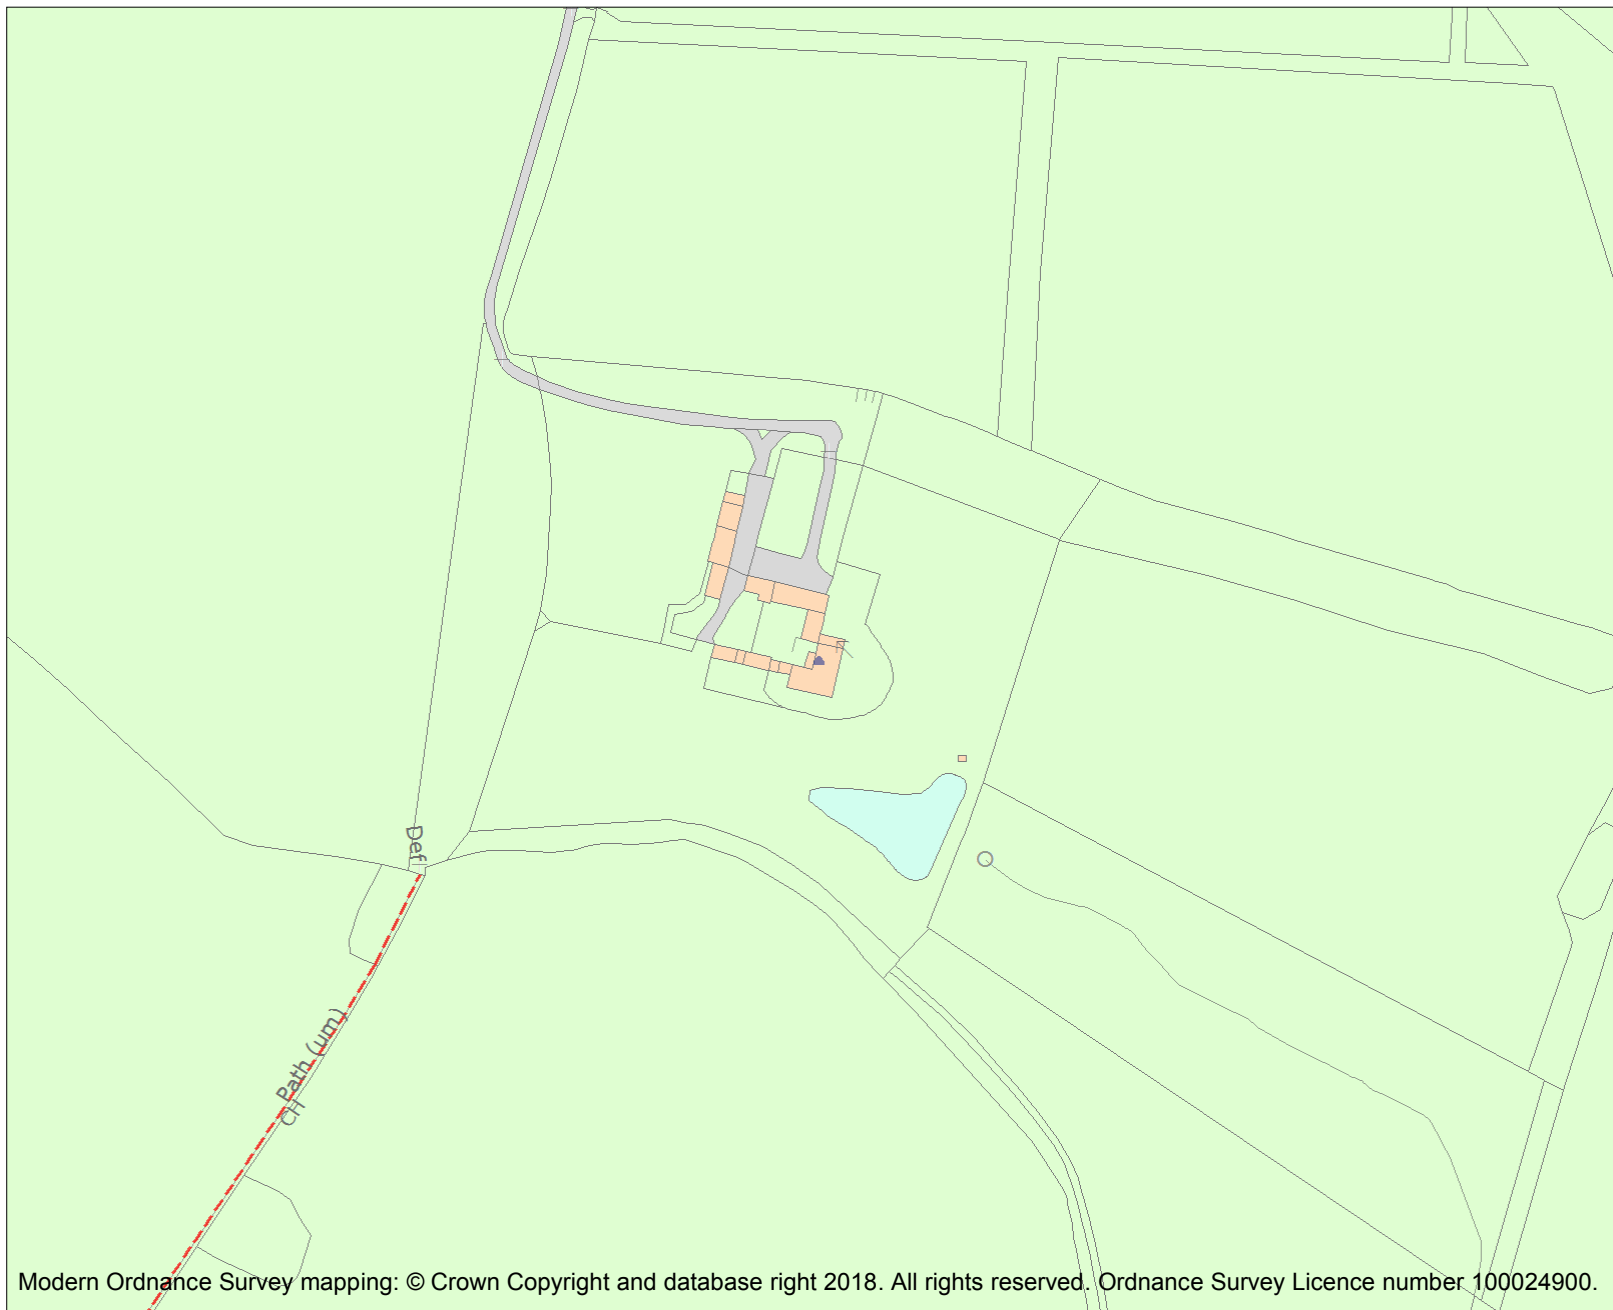 Def
Path (um)
CH
Modern Ordnance Survey mapping: © Crown Copyright and database right 2018. All rights reserved. Ordnance Survey Licence number 100024900.